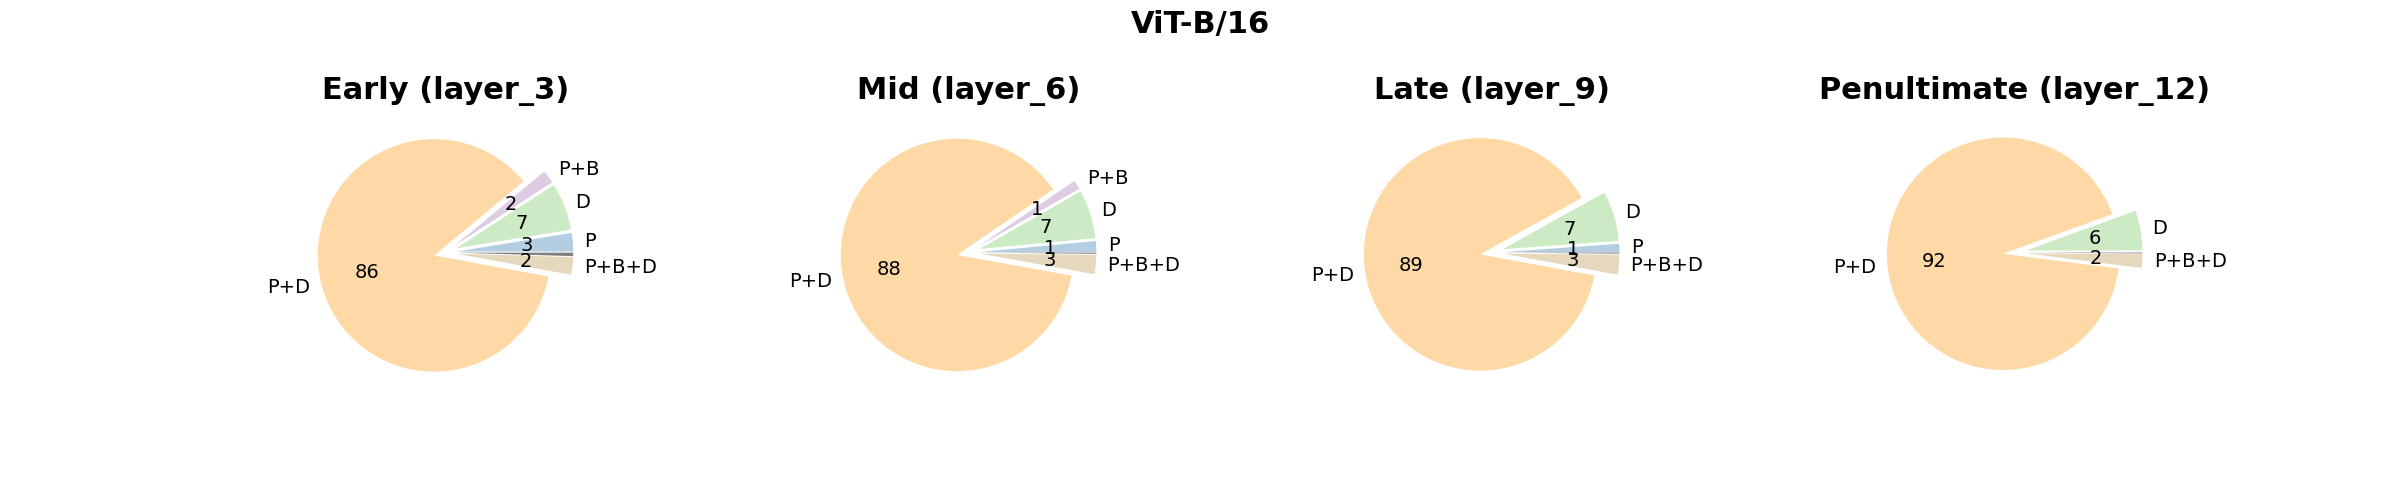 ViT-B/16
Early (layer_3)
P+B
D
P
P+B+D
P+D
2
7
3
2
86
Mid (layer_6)
P+B
D
P
P+B+D
P+D
1
7
1
3
88
Late (layer_9)
D
P
P+B+D
P+D
7
1
3
89
Penultimate (layer_12)
D
P+B+D
P+D
6
2
92